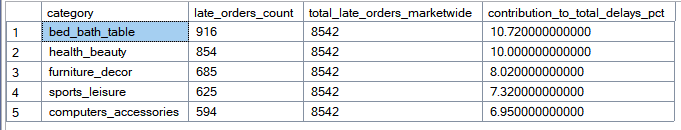 category late_orders_count total_late_orders_marketwide contribution_to_total_delays_pct
1 bed_bath_table 916 8542 10.720000000000
2 health_beauty 854 8542 10.000000000000
3 furniture_decor 685 8542 8.020000000000
4 sports_leisure 625 8542 7.320000000000
5 computers_accessories 594 8542 6.950000000000